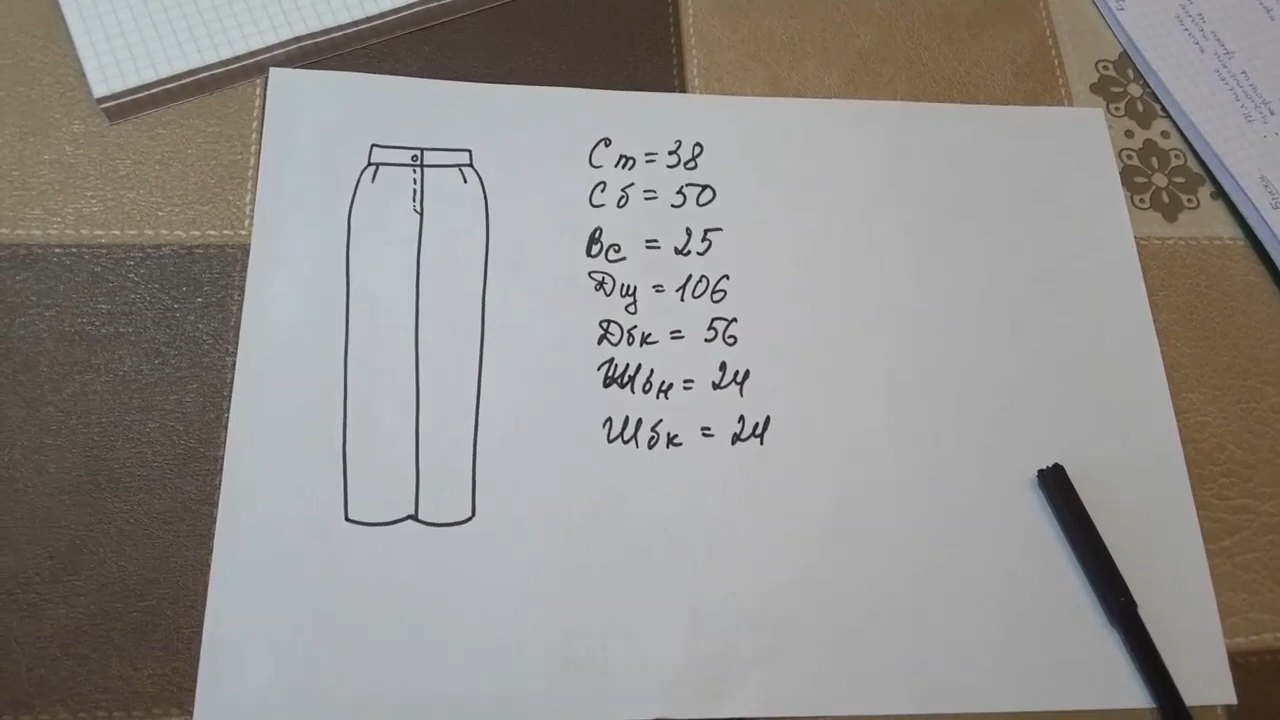 Ст = 38
Сб = 50
Вс = 25
Дш = 106
Дбк = 56
Шбн = 24
Шбк = 24